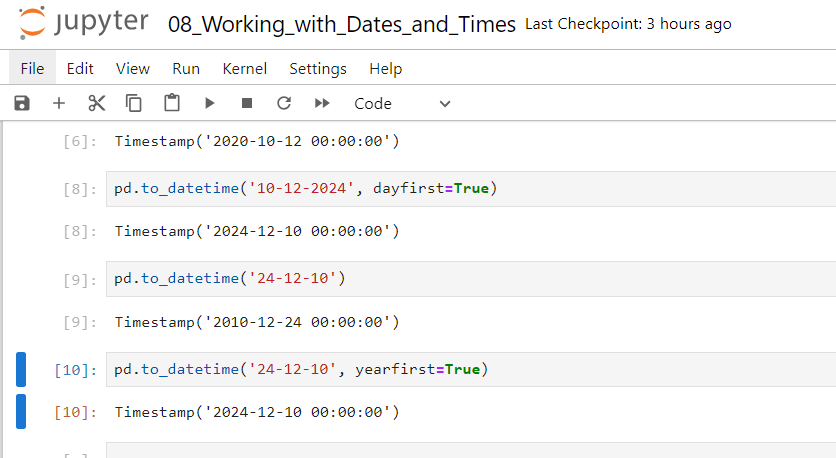 jupyter 08_Working_with_Dates_and_Times Last Checkpoint: 3 hours ago
File Edit View Run Kernel Settings Help
Code
[6]: Timestamp('2020-10-12 00:00:00')
[8]: pd.to_datetime('10-12-2024', dayfirst=True)
[8]: Timestamp('2024-12-10 00:00:00')
[9]: pd.to_datetime('24-12-10')
[9]: Timestamp('2010-12-24 00:00:00')
[10]: pd.to_datetime('24-12-10', yearfirst=True)
[10]: Timestamp('2024-12-10 00:00:00')